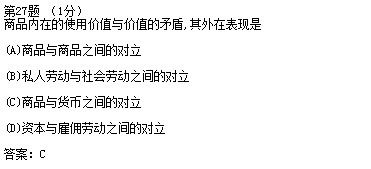 第27题 （1分）
商品内在的使用价值与价值的矛盾,其外在表现是
(A)商品与商品之间的对立
(B)私人劳动与社会劳动之间的对立
(C)商品与货币之间的对立
(D)资本与雇佣劳动之间的对立
答案：C